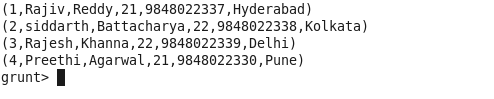 (1,Rajiv,Reddy,21,9848022337,Hyderabad)
(2,siddarth,Battacharya,22,9848022338,Kolkata)
(3,Rajesh,Khanna,22,9848022339,Delhi)
(4,Preethi,Agarwal,21,9848022330,Pune)
grunt>